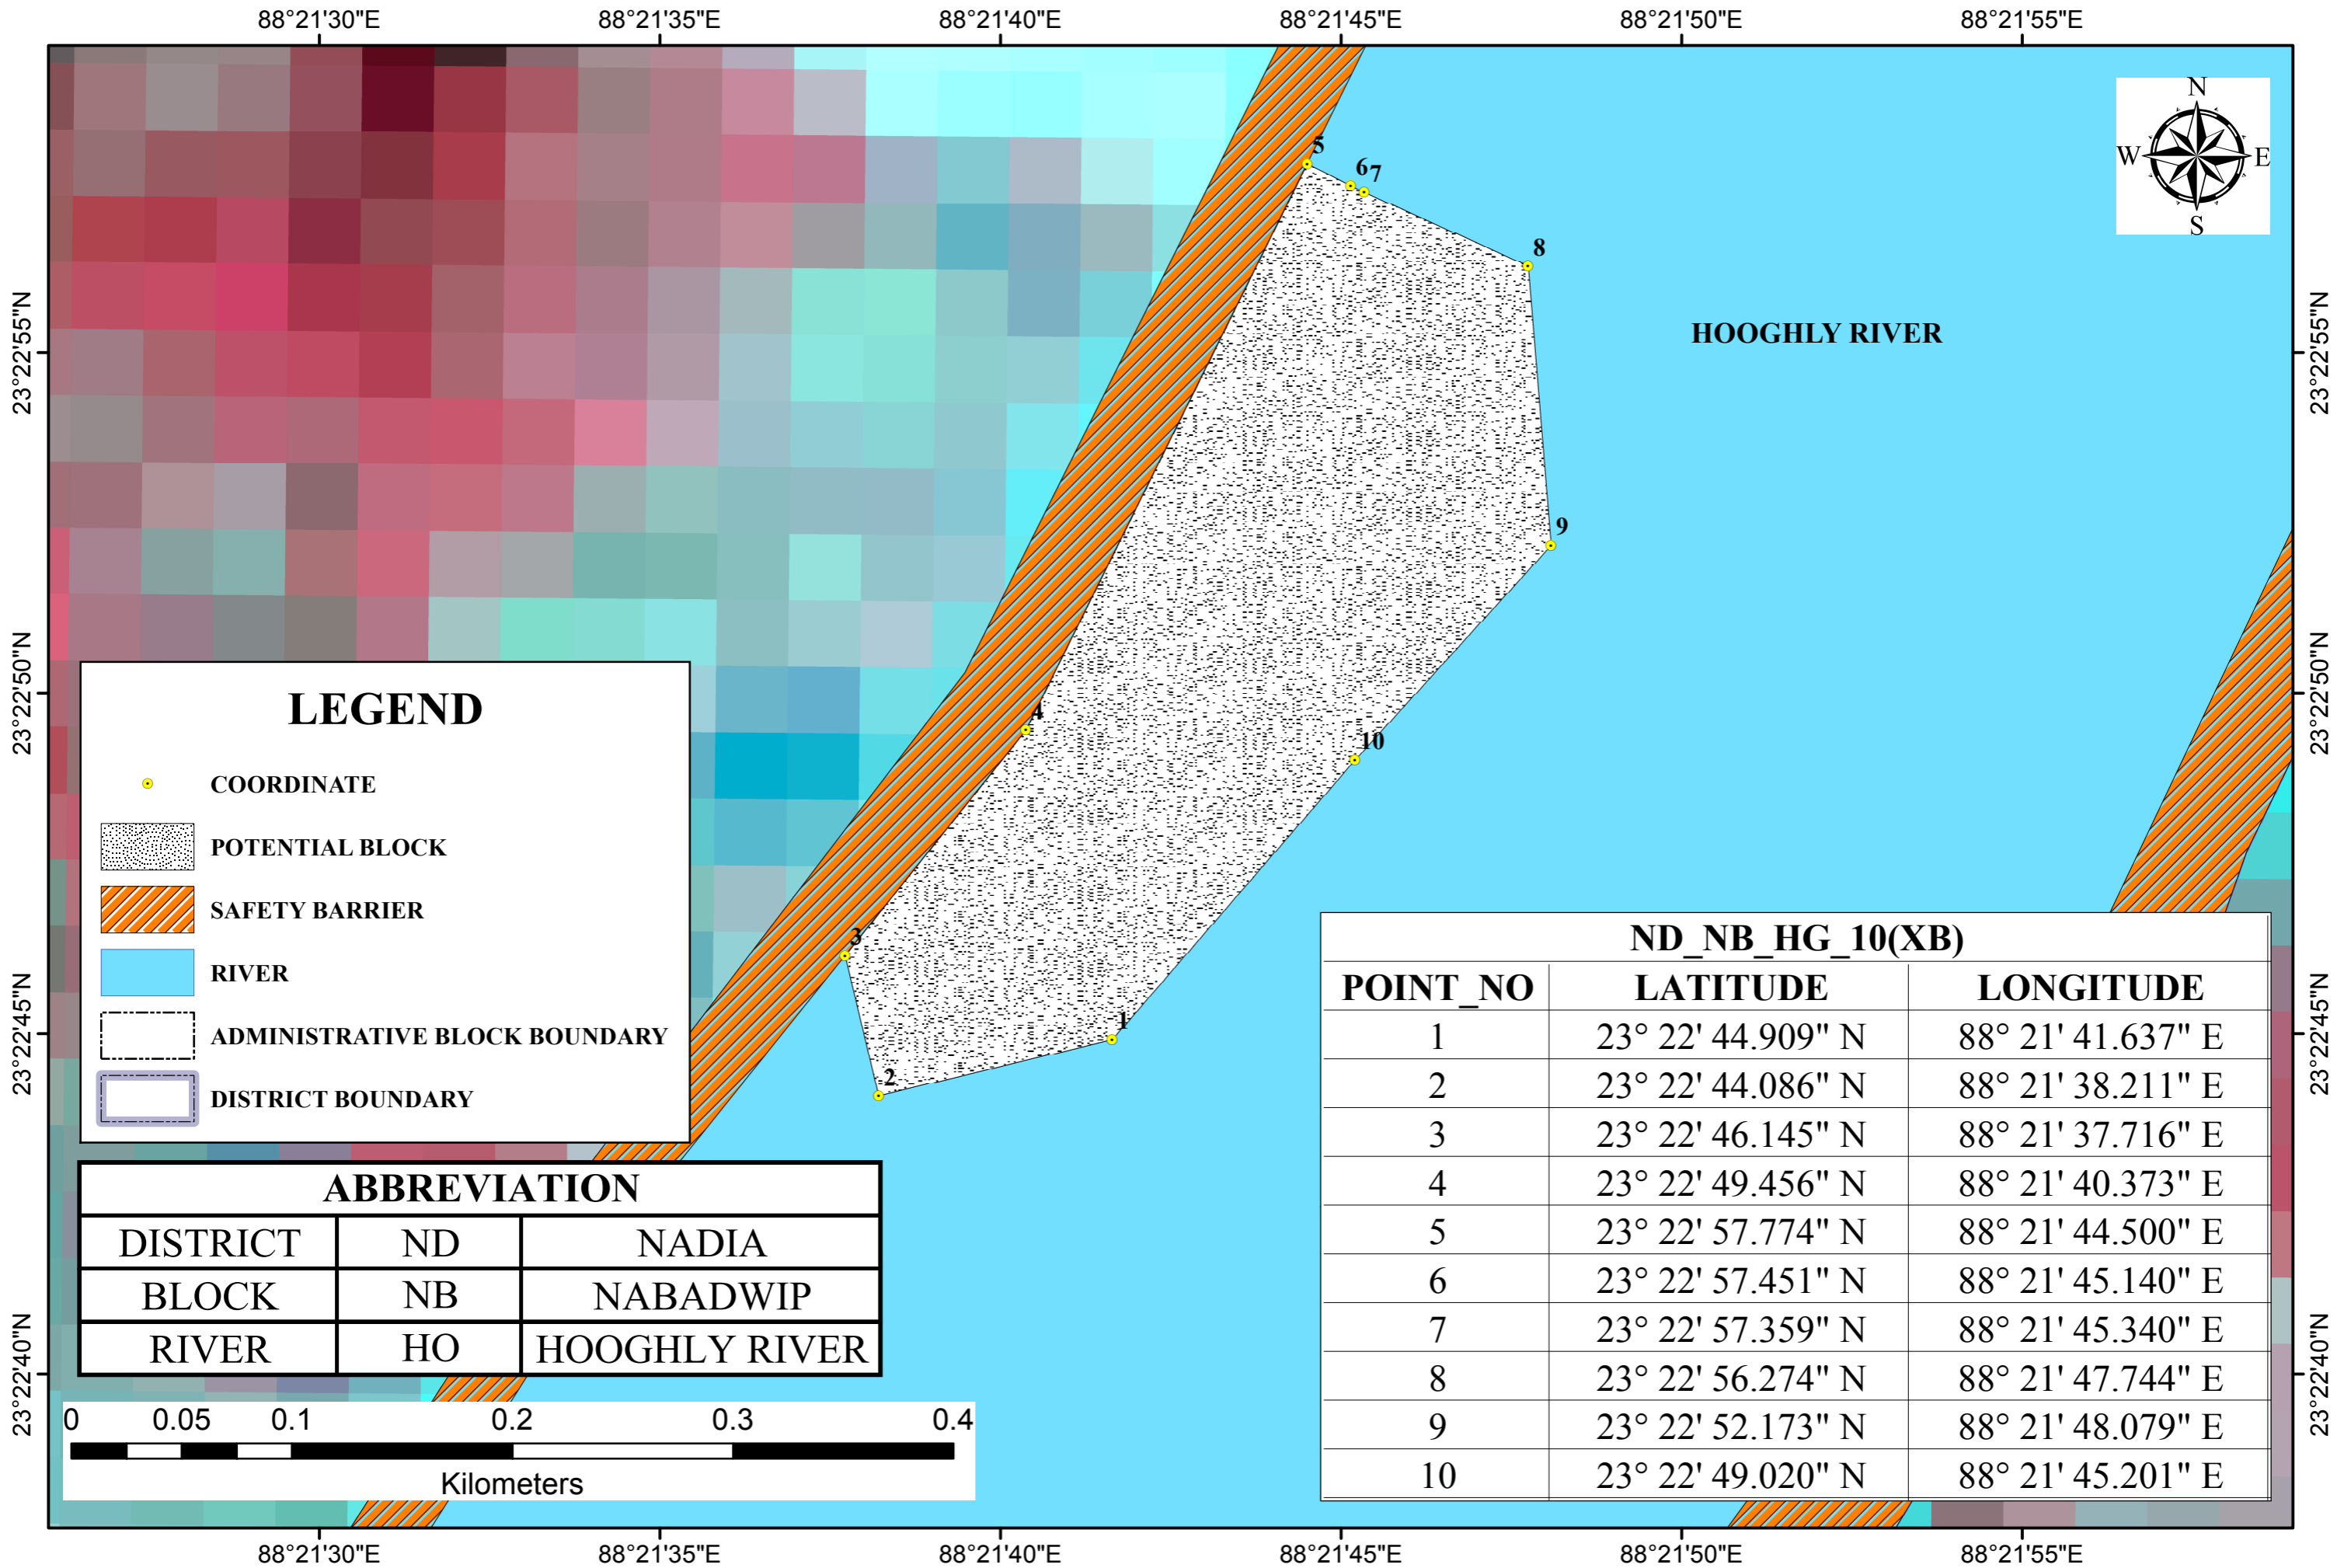 88°21'30"E 88°21'35"E 88°21'40"E 88°21'45"E 88°21'50"E 88°21'55"E
N
W E
S
5
6 7
8
HOOGHLY RIVER
23°22'55"N 23°22'55"N
9
23°22'50"N 23°22'50"N
4
10
3
1
2
23°22'45"N 23°22'45"N
23°22'40"N 23°22'40"N
LEGEND
COORDINATE
POTENTIAL BLOCK
SAFETY BARRIER
RIVER
ADMINISTRATIVE BLOCK BOUNDARY
DISTRICT BOUNDARY
ABBREVIATION
DISTRICT ND NADIA
BLOCK NB NABADWIP
RIVER HO HOOGHLY RIVER
0 0.05 0.1 0.2 0.3 0.4
Kilometers
ND_NB_HG_10(XB)
POINT_NO LATITUDE LONGITUDE
1 23° 22' 44.909" N 88° 21' 41.637" E
2 23° 22' 44.086" N 88° 21' 38.211" E
3 23° 22' 46.145" N 88° 21' 37.716" E
4 23° 22' 49.456" N 88° 21' 40.373" E
5 23° 22' 57.774" N 88° 21' 44.500" E
6 23° 22' 57.451" N 88° 21' 45.140" E
7 23° 22' 57.359" N 88° 21' 45.340" E
8 23° 22' 56.274" N 88° 21' 47.744" E
9 23° 22' 52.173" N 88° 21' 48.079" E
10 23° 22' 49.020" N 88° 21' 45.201" E
88°21'30"E 88°21'35"E 88°21'40"E 88°21'45"E 88°21'50"E 88°21'55"E